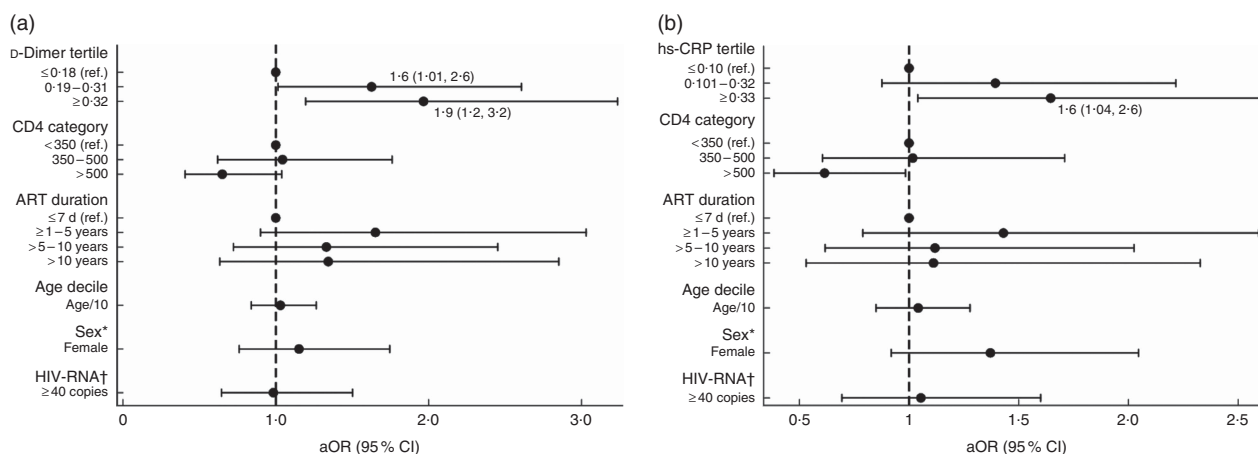 (a)
D-Dimer tertile
≤0·18 (ref.)
0·19–0·31
≥0·32
1·6 (1·01, 2·6)
1·9 (1·2, 3·2)
CD4 category
<350 (ref.)
350–500
>500
ART duration
≤7 d (ref.)
≥1–5 years
>5–10 years
>10 years
Age decile
Age/10
Sex*
Female
HIV-RNA†
≥40 copies
0 1·0 2·0 3·0
aOR (95 % CI)
(b)
hs-CRP tertile
≤0·10 (ref.)
0·101–0·32
≥0·33
1·6 (1·04, 2·6)
CD4 category
<350 (ref.)
350–500
>500
ART duration
≤7 d (ref.)
≥1–5 years
>5–10 years
>10 years
Age decile
Age/10
Sex*
Female
HIV-RNA†
≥40 copies
0·5 1 1·5 2·0 2·5
aOR (95 % CI)